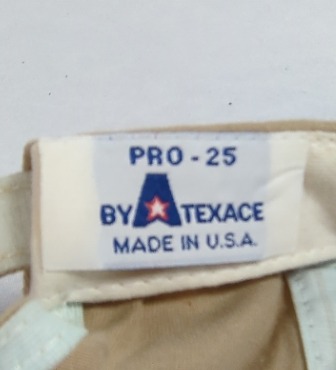 PRO - 25
BY TEXACE
MADE IN U.S.A.